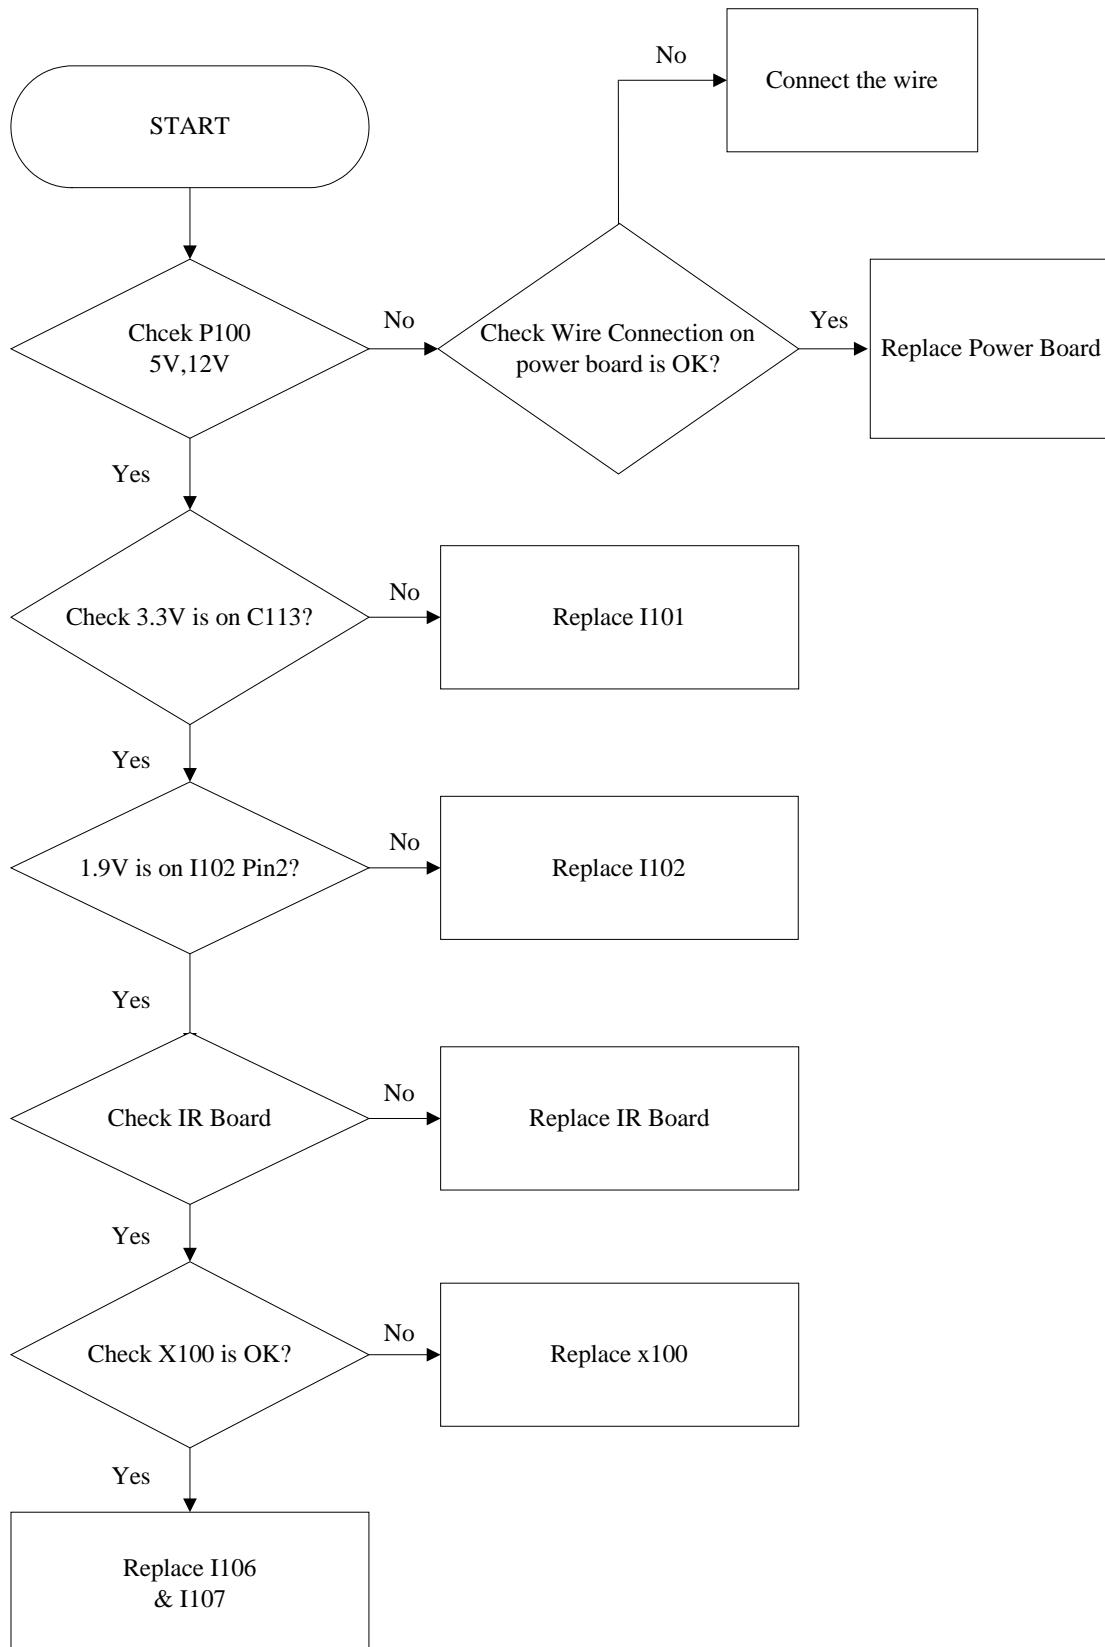 No
Connect the wire
START
Chcek P100
5V,12V
No
Check Wire Connection on
power board is OK?
Yes
Replace Power Board
Yes
Check 3.3V is on C113?
No
Replace I101
Yes
1.9V is on I102 Pin2?
No
Replace I102
Yes
Check IR Board
No
Replace IR Board
Yes
Check X100 is OK?
No
Replace x100
Yes
Replace I106
& I107